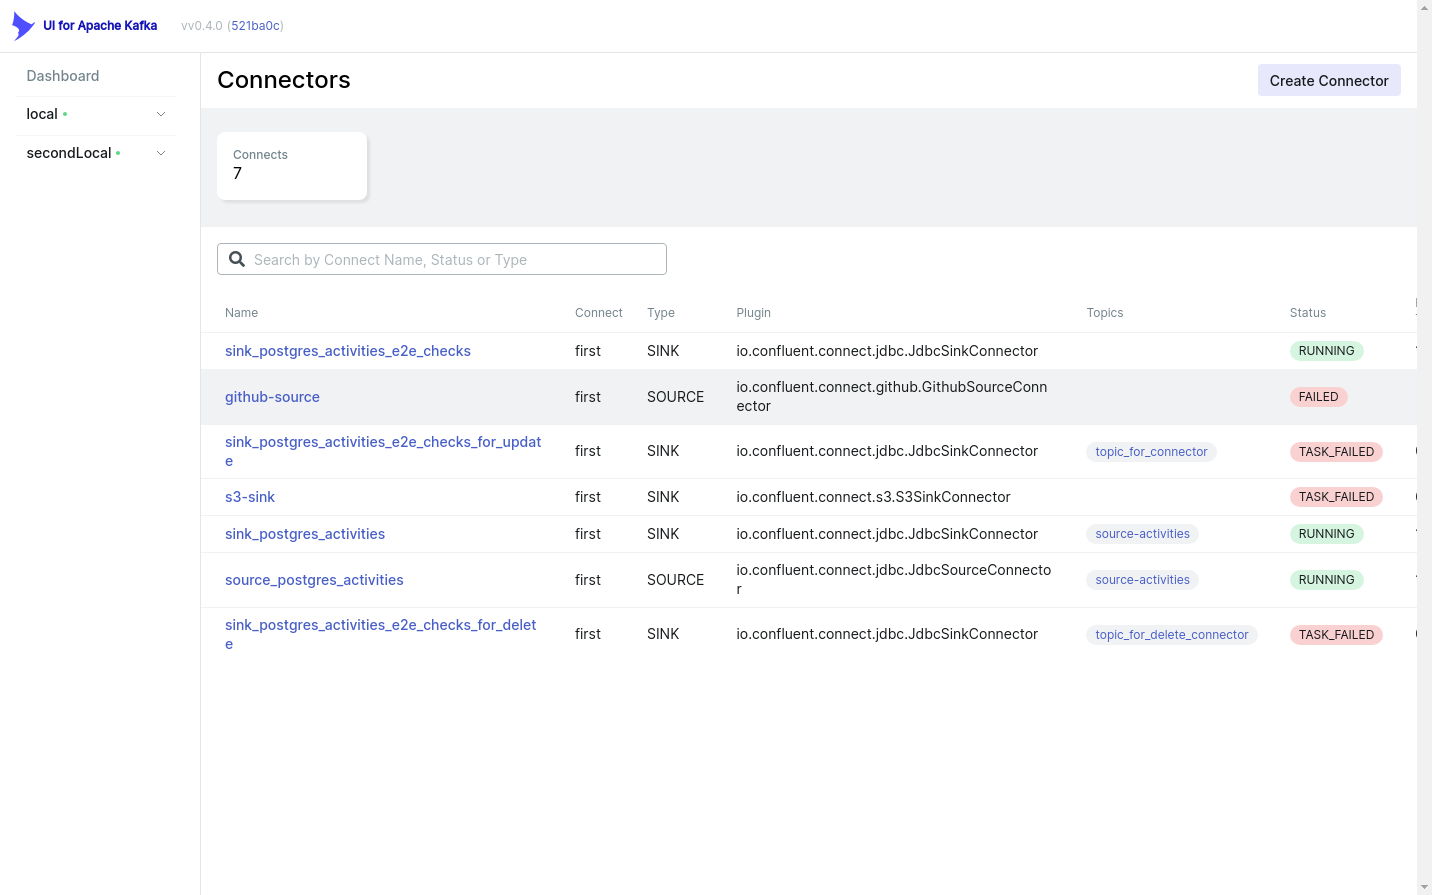 UI for Apache Kafka vv0.4.0 (521ba0c)
Dashboard
local
secondLocal
Connectors
Create Connector
Connects
7
Search by Connect Name, Status or Type
Name Connect Type Plugin Topics Status
sink_postgres_activities_e2e_checks first SINK io.confluent.connect.jdbc.JdbcSinkConnector RUNNING
github-source first SOURCE io.confluent.connect.github.GithubSourceConn
ector FAILED
sink_postgres_activities_e2e_checks_for_updat
e first SINK io.confluent.connect.jdbc.JdbcSinkConnector topic_for_connector TASK_FAILED
s3-sink first SINK io.confluent.connect.s3.S3SinkConnector TASK_FAILED
sink_postgres_activities first SINK io.confluent.connect.jdbc.JdbcSinkConnector source-activities RUNNING
source_postgres_activities first SOURCE io.confluent.connect.jdbc.JdbcSourceConnecto
r source-activities RUNNING
sink_postgres_activities_e2e_checks_for_delet
e first SINK io.confluent.connect.jdbc.JdbcSinkConnector topic_for_delete_connector TASK_FAILED